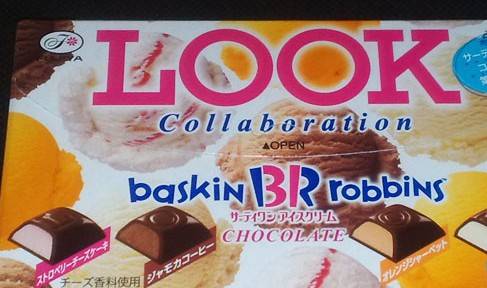 LOOK
Collaboration
▲OPEN
baskin BR robbins
サーティワン アイスクリーム
CHOCOLATE
ストロベリーチーズケーキ
チーズ香料使用
ジャモカコーヒー
オレンジシャーベット